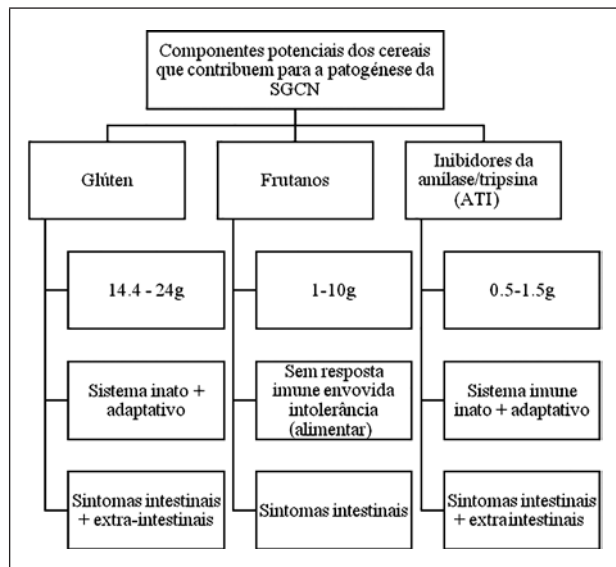 Componentes potenciais dos cereais
que contribuem para a patogénese da
SGCN
Glúten
Frutanos
Inibidores da
amilase/tripsina
(ATI)
14.4 - 24g
1-10g
0.5-1.5g
Sistema inato +
adaptativo
Sem resposta
imune envovida
intolerância
(alimentar)
Sistema imune
inato + adaptativo
Sintomas intestinais
+ extra-intestinais
Sintomas intestinais
Sintomas intestinais
+ extraintestinais